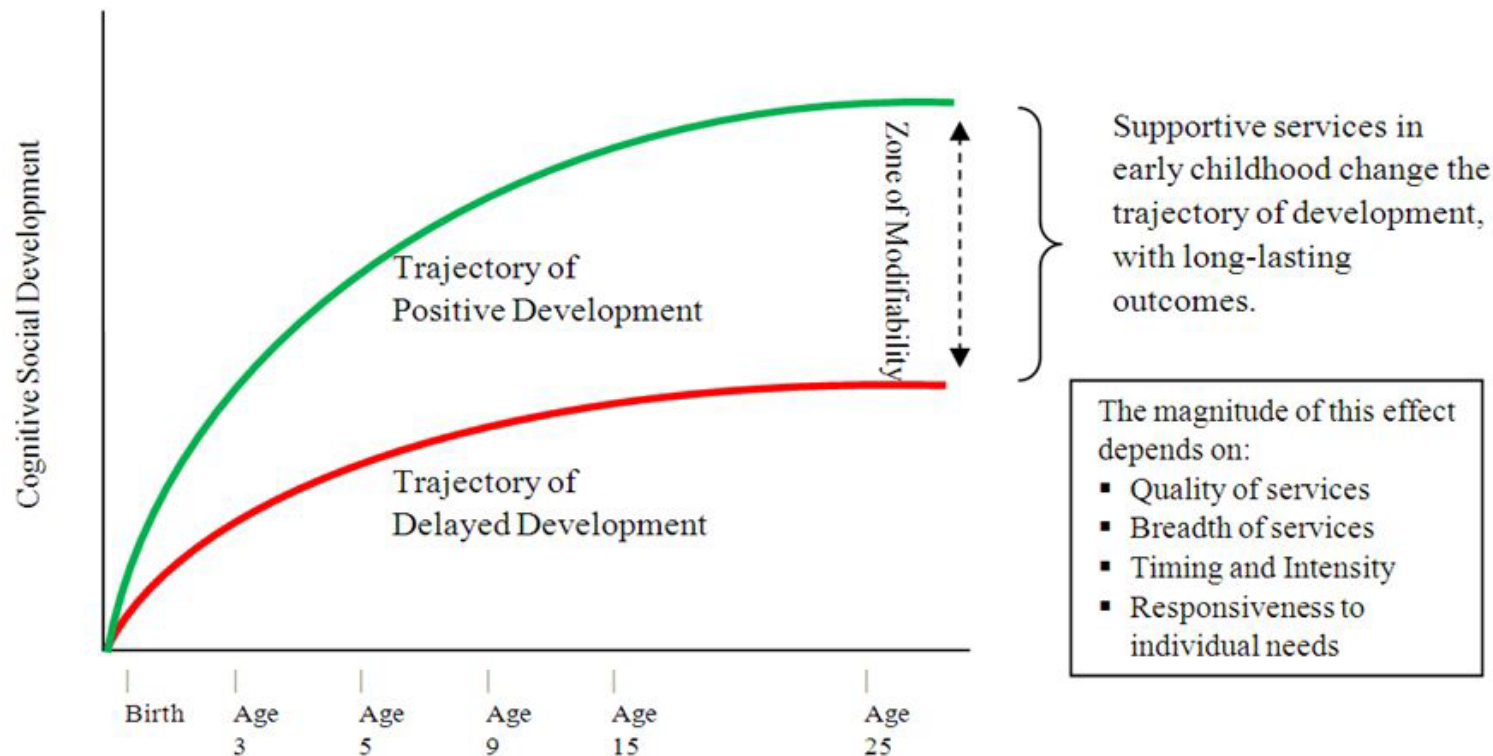 Cognitive Social Development
Trajectory of
Positive Development
Trajectory of
Delayed Development
Zone of Modifiability
Supportive services in
early childhood change the
trajectory of development,
with long-lasting
outcomes.
The magnitude of this effect
depends on:
▪ Quality of services
▪ Breadth of services
▪ Timing and Intensity
▪ Responsiveness to
individual needs
Birth
Age
3
Age
5
Age
9
Age
15
Age
25